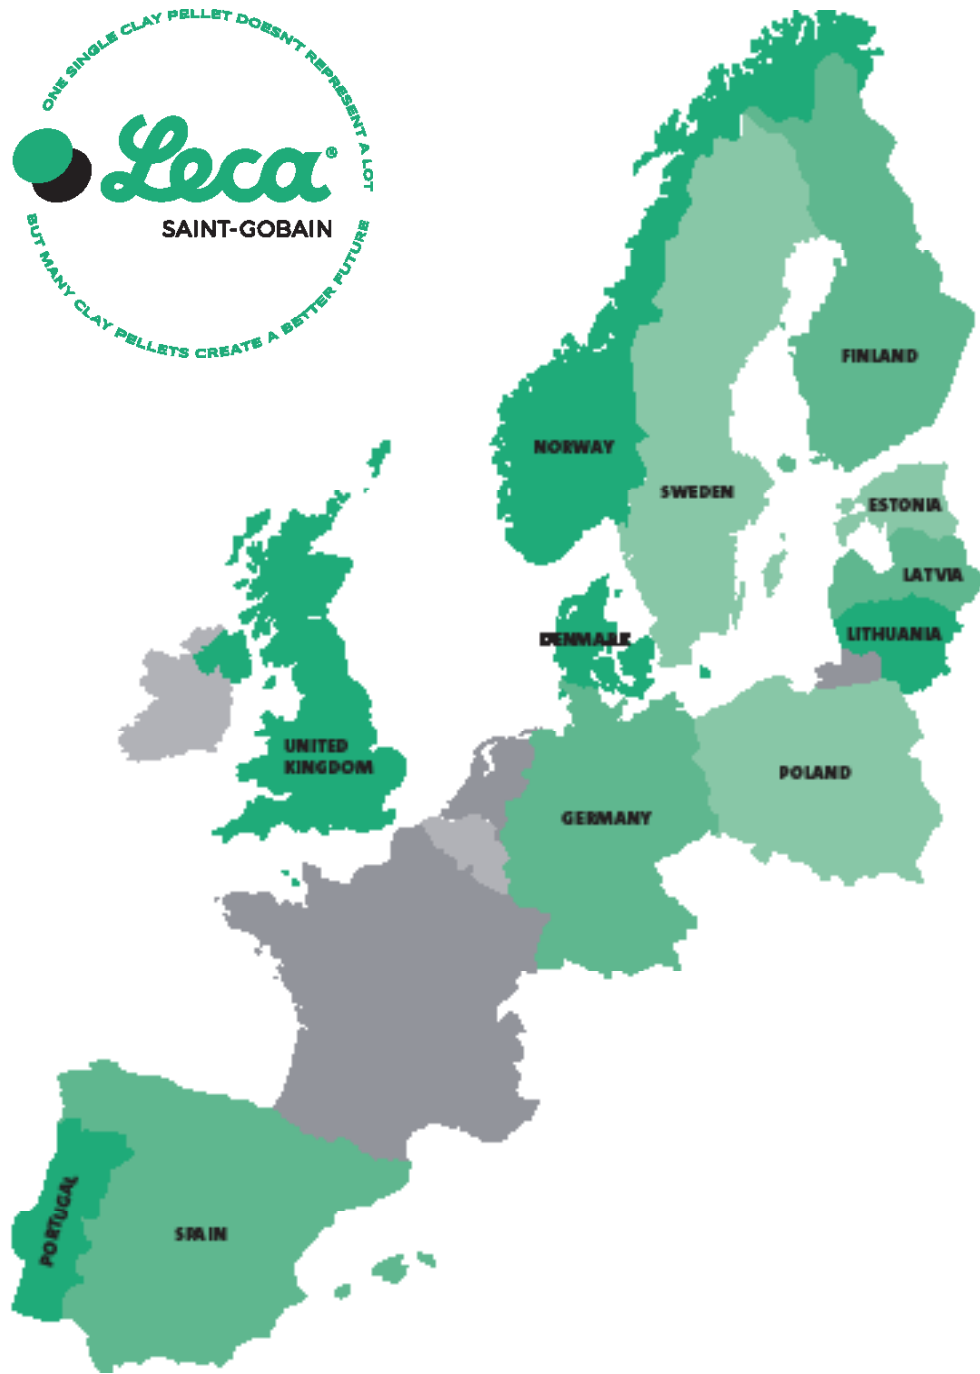 ONE SINGLE CLAY PELLET DOESN'T REPRESENT A LOT
Leca®
SAINT-GOBAIN
BUT MANY CLAY PELLETS CREATE A BETTER FUTURE
FINLAND
NORWAY
SWEDEN
ESTONIA
LATVIA
LITHUANIA
DENMARK
UNITED
KINGDOM
POLAND
GERMANY
PORTUGAL
SPAIN